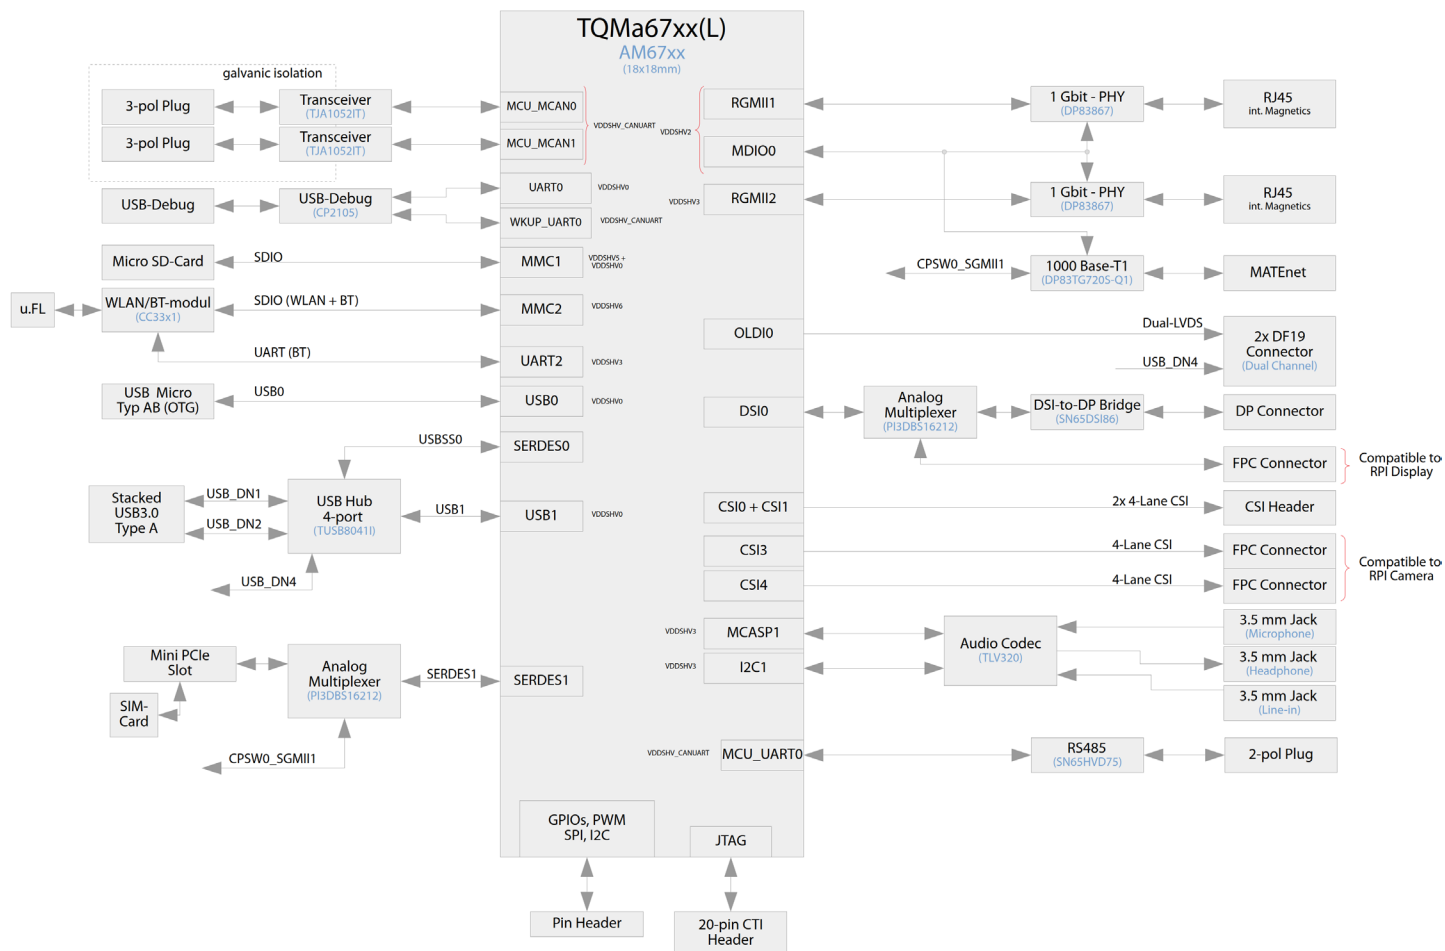 TQMa67xx(L)
AM67xx
(18x18mm)
galvanic isolation
3-pol Plug
Transceiver
(TJA1052IT)
MCU_MCAN0
3-pol Plug
Transceiver
(TJA1052IT)
MCU_MCAN1
VDDSHV_CANUART
VDDSHV2
USB-Debug
USB-Debug
(CP2105)
UART0
VDDSHV0
WKUP_UART0
VDDSHV_CANUART
Micro SD-Card
SDIO
MMC1
VDDSHV5 +
VDDSHV0
u.FL
WLAN/BT-modul
(CC33x1)
SDIO (WLAN + BT)
MMC2
VDDSHV6
UART (BT)
UART2
VDDSHV3
USB Micro
Typ AB (OTG)
USB0
USB0
VDDSHV0
USBSS0
SERDES0
Stacked
USB3.0
Type A
USB_DN1
USB_DN2
USB Hub
4-port
(TUSB8041I)
USB1
USB1
VDDSHV0
USB_DN4
Mini PCIe
Slot
SIM-
Card
Analog
Multiplexer
(PI3DBS16212)
SERDES1
SERDES1
CPSW0_SGMII1
RGMII1
1 Gbit - PHY
(DP83867)
RJ45
int. Magnetics
MDIO0
VDDSHV3
RGMII2
1 Gbit - PHY
(DP83867)
RJ45
int. Magnetics
CPSW0_SGMII1
1000 Base-T1
(DP83TG720S-Q1)
MATEnet
OLDI0
Dual-LVDS
USB_DN4
2x DF19
Connector
(Dual Channel)
DSI0
Analog
Multiplexer
(PI3DBS16212)
DSI-to-DP Bridge
(SN65DSI86)
DP Connector
FPC Connector
Compatible to
RPI Display
CSI0 + CSI1
2x 4-Lane CSI
CSI Header
CSI3
4-Lane CSI
FPC Connector
CSI4
4-Lane CSI
FPC Connector
Compatible to
RPI Camera
VDDSHV3
MCASP1
VDDSHV3
I2C1
Audio Codec
(TLV320)
3.5 mm Jack
(Microphone)
3.5 mm Jack
(Headphone)
3.5 mm Jack
(Line-in)
VDDSHV_CANUART
MCU_UART0
RS485
(SN65HVD75)
2-pol Plug
GPIOs, PWM
SPI, I2C
JTAG
Pin Header
20-pin CTI
Header